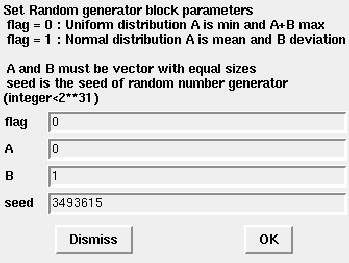 Set Random generator block parameters
flag = 0 : Uniform distribution A is min and A+B max
flag = 1 : Normal distribution A is mean and B deviation
A and B must be vector with equal sizes
seed is the seed of random number generator
(integer<2**31)
flag 0
A 0
B 1
seed 3493615
Dismiss OK